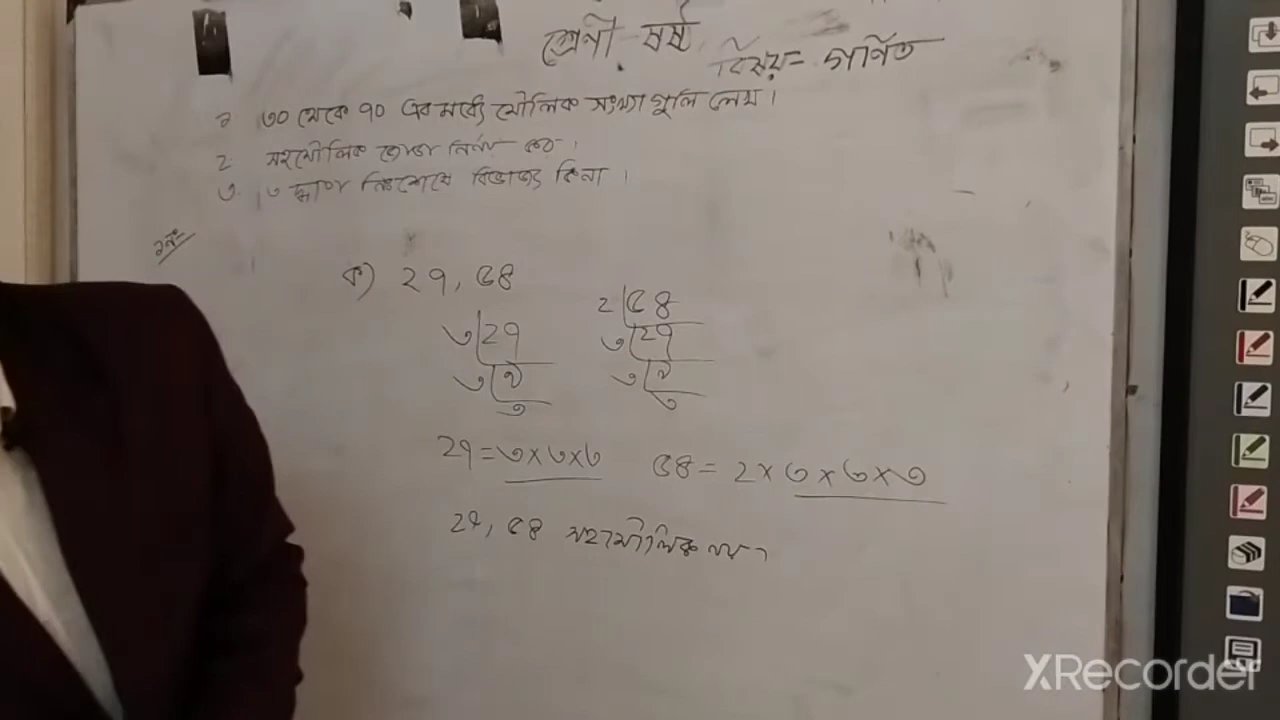 শ্রেণী ষষ্ঠ
বিষয়= গণিত
১ ৩০ থেকে ৭০ এর মধ্যে মৌলিক সংখ্যা গুলি লেখ।
২. সহমৌলিক জোড়া নির্ণয় কর।
৩. ৩ দ্বারা নিঃশেষে বিভাজ্য কিনা।
২নং
ক) ২৭, ৫৪
৩ ২৭ ২ ৫৪
৩ ৯ ৩ ২৭
৩ ৩ ৯
৩
২৭ = ৩×৩×৩ ৫৪ = ২×৩×৩×৩
২৭, ৫৪ সহমৌলিক নয়।
XRecorder